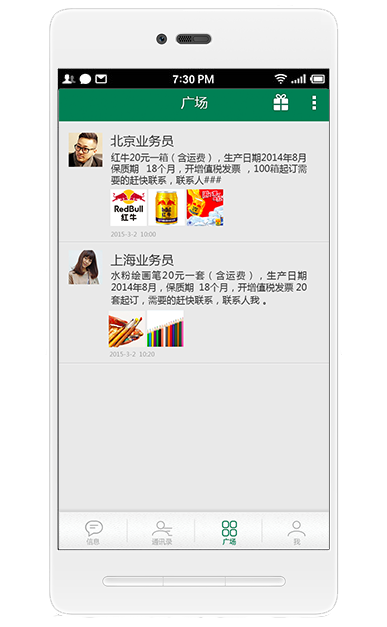 7:30 PM
广场
北京业务员
红牛20元一箱（含运费），生产日期2014年8月
保质期 18个月，开增值税发票 ，100箱起订需
要的赶快联系，联系人###
RedBull
红牛
2015-3-2 10:00
上海业务员
水粉绘画笔20元一套（含运费），生产日期
2014年8月，保质期 18个月，开增值税发票 20
套起订，需要的赶快联系，联系人我 。
2015-3-2 10:20
信息
通讯录
广场
我